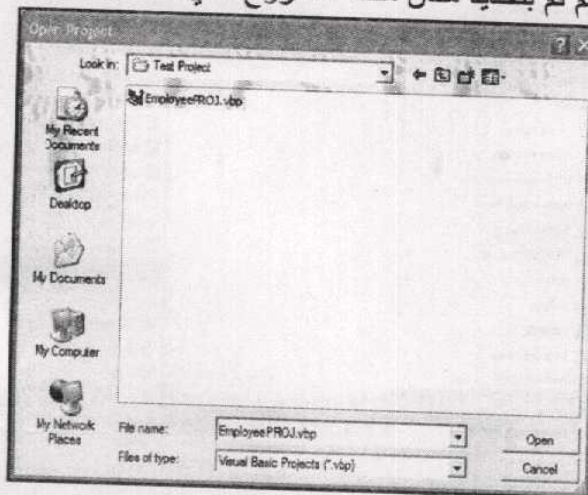 Open Project
Look in: Test Project
EmployeePROJ.vbp
My Recent
Documents
Desktop
My Documents
My Computer
My Network
Places
File name: EmployeePROJ.vbp
Open
Files of type: Visual Basic Projects (*.vbp)
Cancel